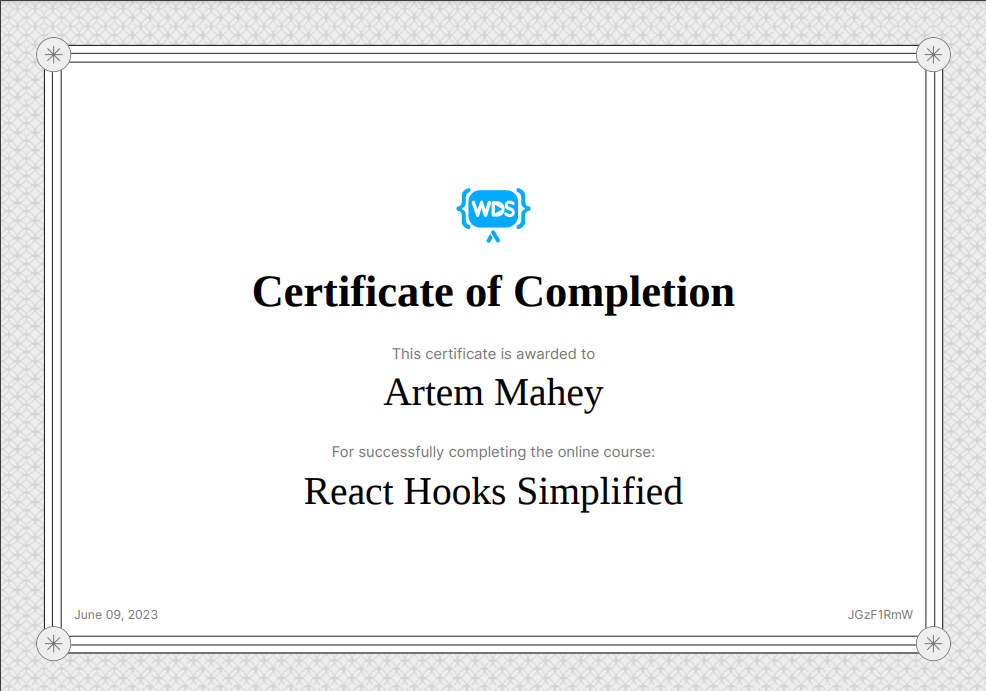 WDS
Certificate of Completion
This certificate is awarded to
Artem Mahey
For successfully completing the online course:
React Hooks Simplified
June 09, 2023
JGzF1RmW